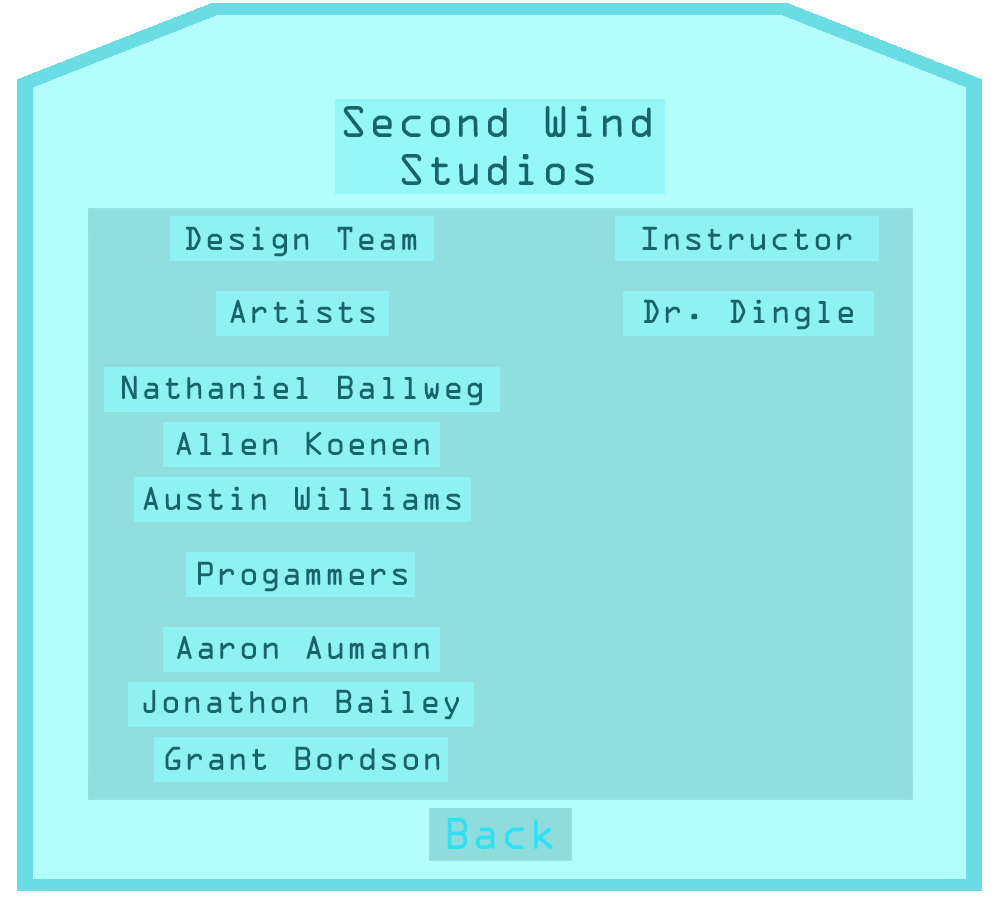 Second Wind
Studios
Design Team
Artists
Nathaniel Ballweg
Allen Koenen
Austin Williams
Progammers
Aaron Aumann
Jonathon Bailey
Grant Bordson
Instructor
Dr. Dingle
Back